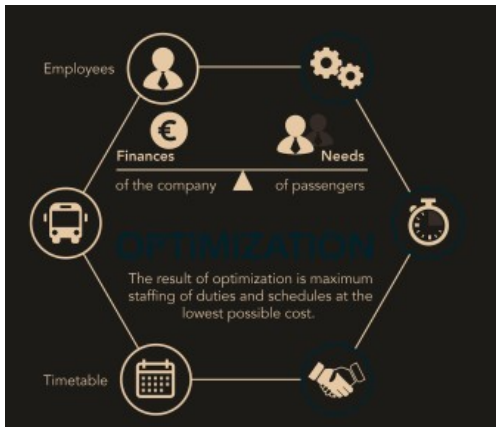 Employees
€
Finances
Needs
of the company
of passengers
OPTIMIZATION
The result of optimization is maximum
staffing of duties and schedules at the
lowest possible cost.
Timetable